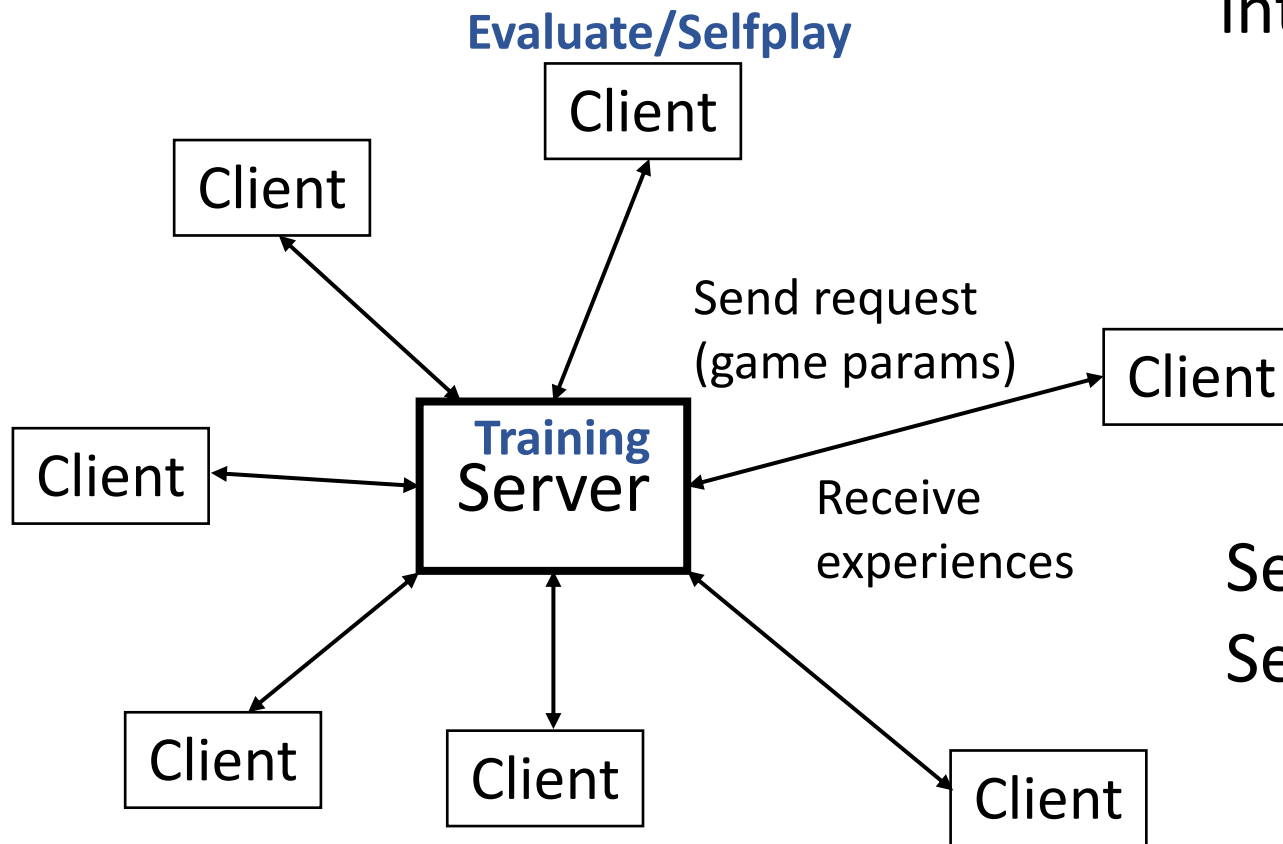 Evaluate/Selfplay
Client
Client
Send request
(game params)
Client
Training
Server
Client
Receive
experiences
Client
Client
Client